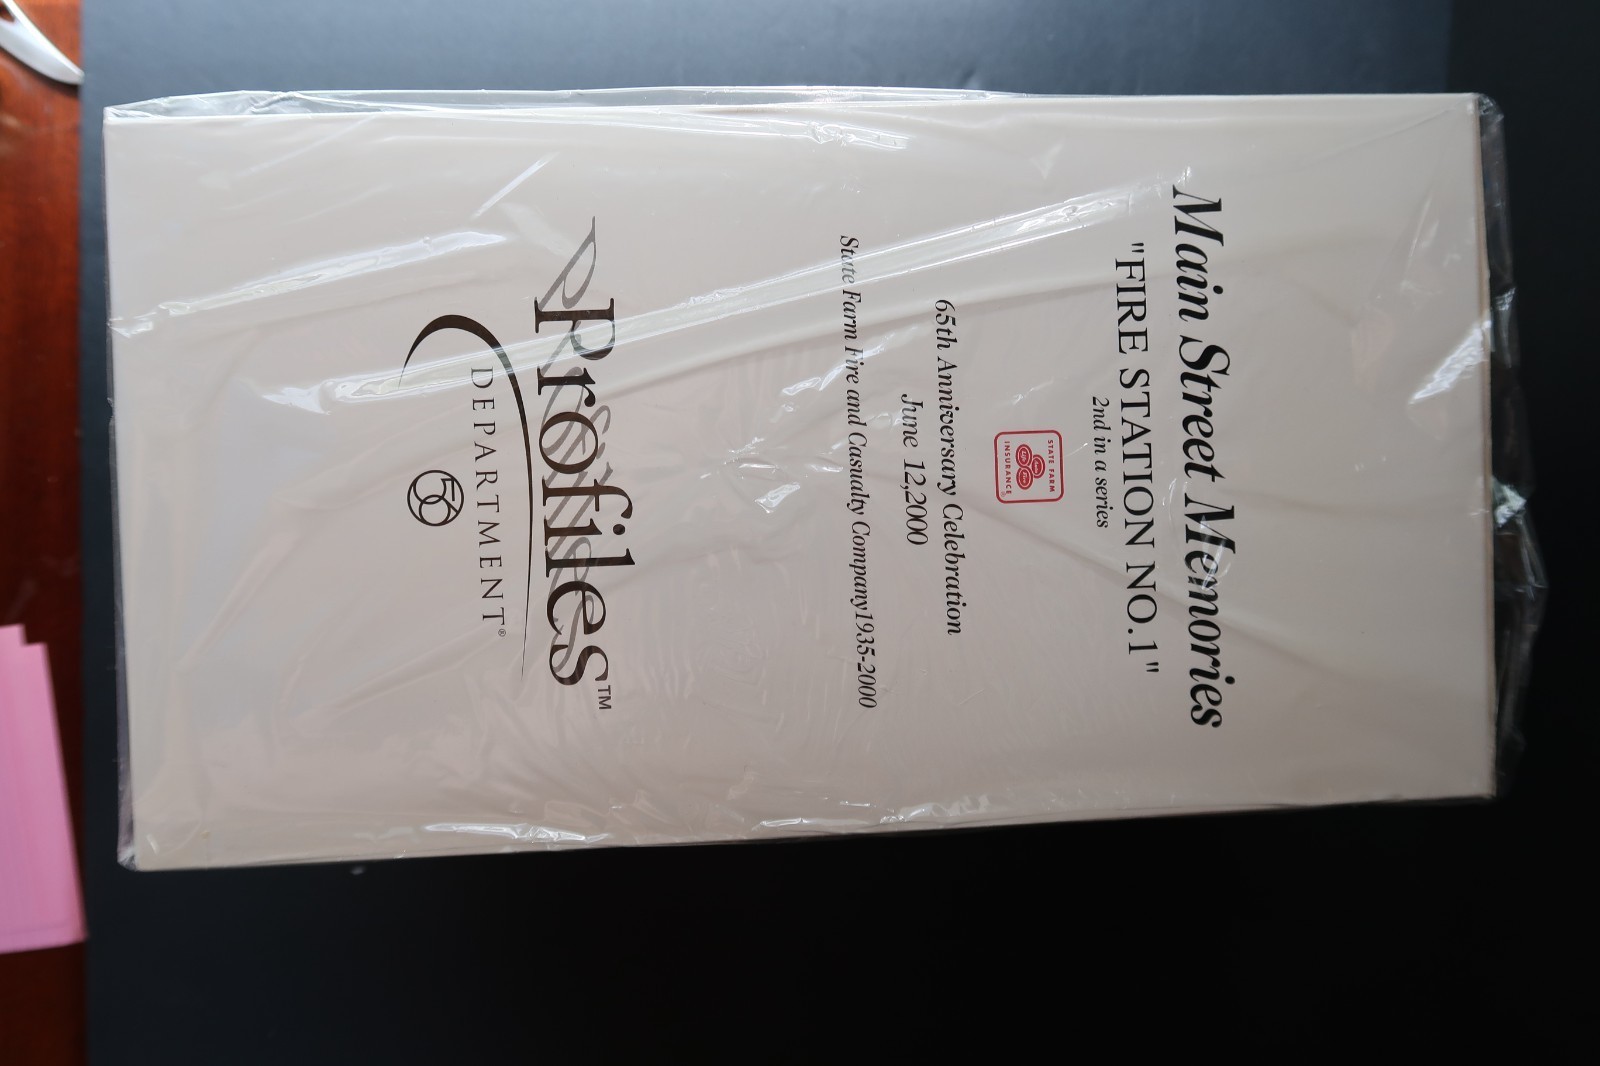 Main Street Memories
"FIRE STATION NO.1"
2nd in a series
STATE FARM
INSURANCE
65th Anniversary Celebration
June 12,2000
State Farm Fire and Casualty Company1935-2000
Profiles™
DEPARTMENT®
56